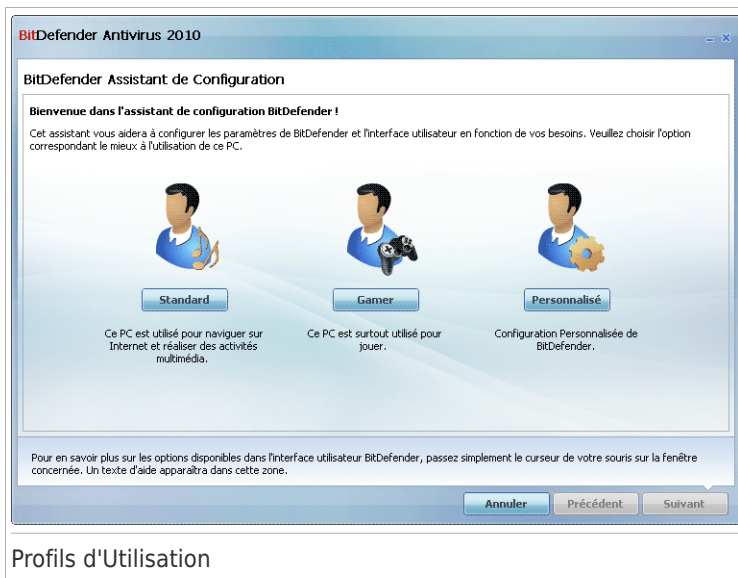 BitDefender Antivirus 2010
BitDefender Assistant de Configuration
Bienvenue dans l'assistant de configuration BitDefender !
Cet assistant vous aidera à configurer les paramètres de BitDefender et l'interface utilisateur en fonction de vos besoins. Veuillez choisir l'option
correspondant le mieux à l'utilisation de ce PC.
Standard
Gamer
Personnalisé
Ce PC est utilisé pour naviguer sur
Internet et réaliser des activités
multimédia.
Ce PC est surtout utilisé pour
jouer.
Configuration Personnalisée de
BitDefender.
Pour en savoir plus sur les options disponibles dans l'interface utilisateur BitDefender, passez simplement le curseur de votre souris sur la fenêtre
concernée. Un texte d'aide apparaîtra dans cette zone.
Annuler
Précédent
Suivant
Profils d'Utilisation